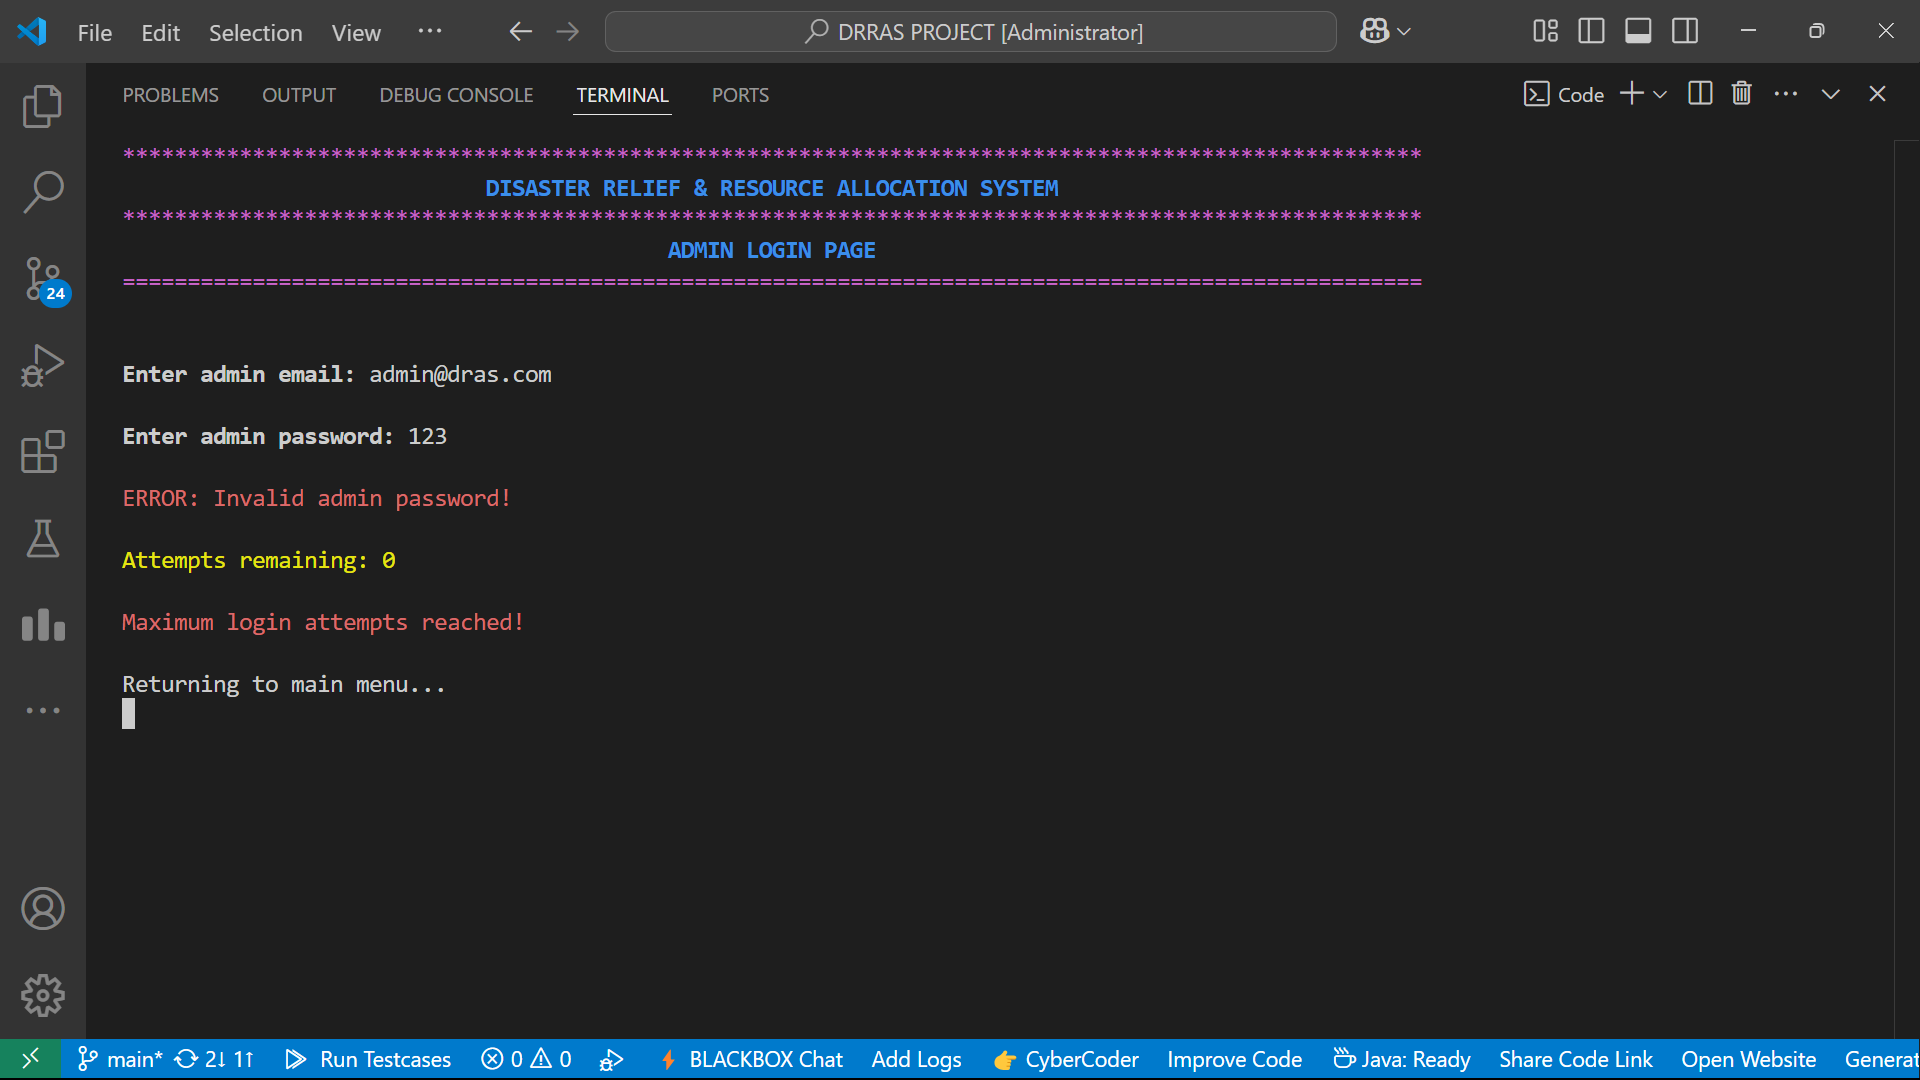 File Edit Selection View ··· DRRAS PROJECT [Administrator]
PROBLEMS OUTPUT DEBUG CONSOLE TERMINAL PORTS Code
****************************************************************************************************
DISASTER RELIEF & RESOURCE ALLOCATION SYSTEM
****************************************************************************************************
ADMIN LOGIN PAGE
====================================================================================================
24
Enter admin email: admin@dras.com
Enter admin password: 123
ERROR: Invalid admin password!
Attempts remaining: 0
Maximum login attempts reached!
Returning to main menu...
main* 2↓ 1↑ Run Testcases 0 0 BLACKBOX Chat Add Logs CyberCoder Improve Code Java: Ready Share Code Link Open Website Generat